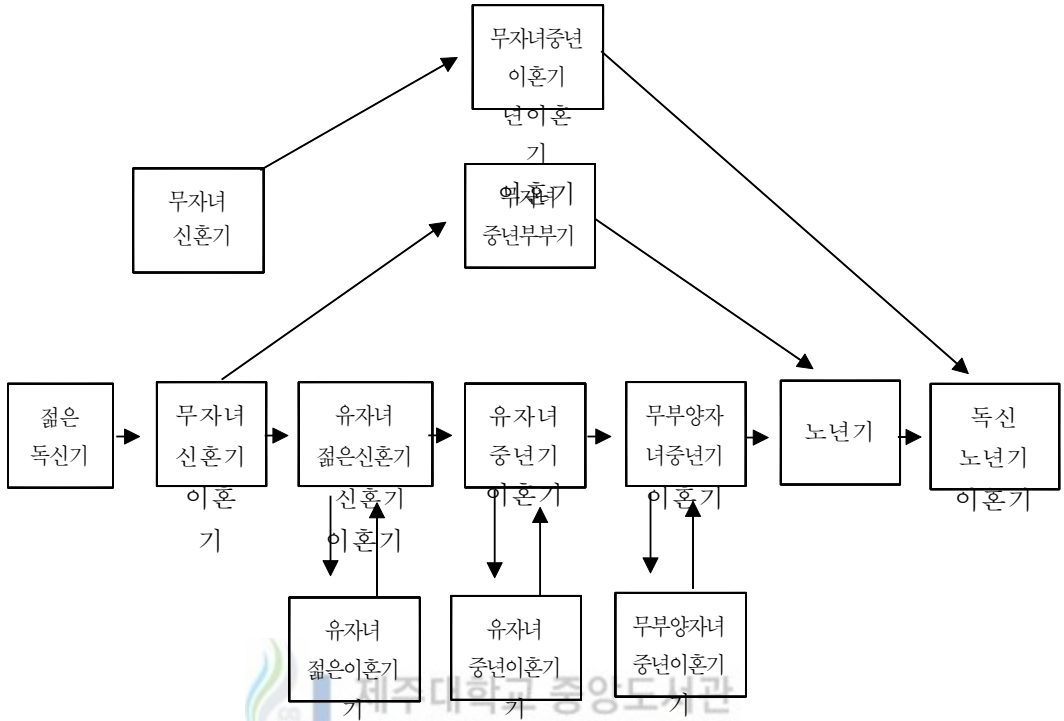 무자녀중년
이혼기
년이혼
기
이혼기
무자녀
중년부부기
무자녀
신혼기
젊은
독신기
무자녀
신혼기
이혼
기
유자녀
젊은신혼기
신혼기
이혼기
유자녀
중년기
이혼기
무부양자
녀중년기
이혼기
노년기
독신
노년기
이혼기
유자녀
젊은이혼기
기
유자녀
중년이혼기
기
무부양자녀
중년이혼기
기
제주대학교 중앙도서관